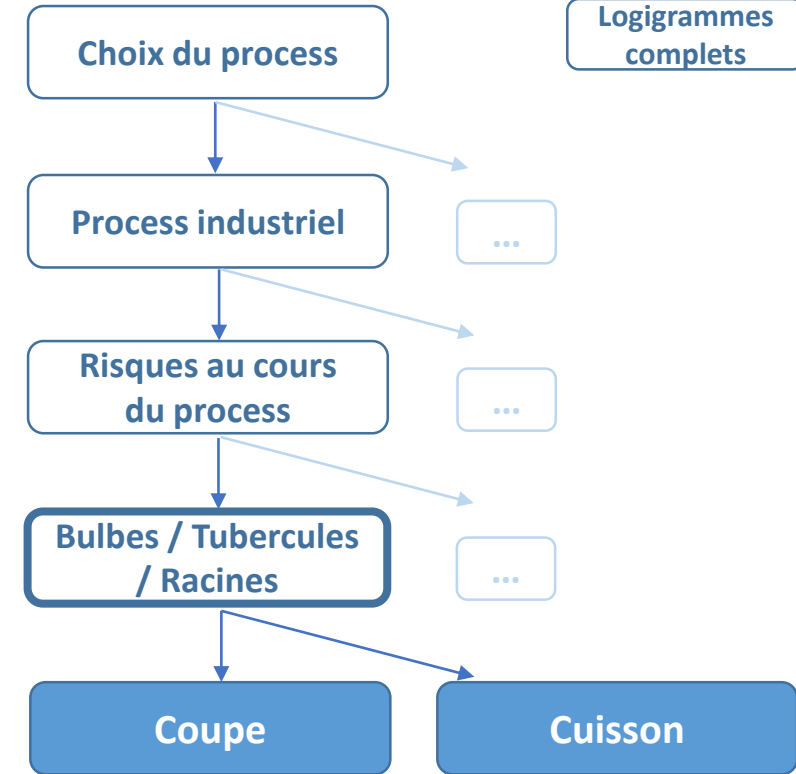 Logigrammes
complets
Choix du process
Process industriel
...
Risques au cours
du process
...
Bulbes / Tubercules
/ Racines
...
Coupe
Cuisson